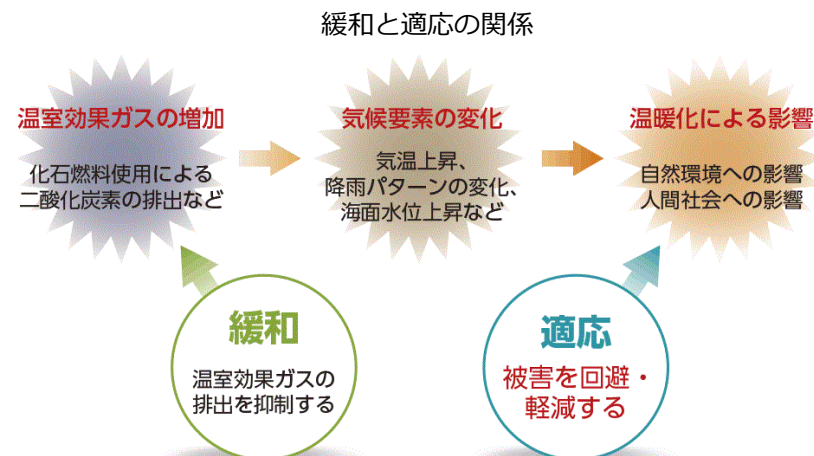 緩和と適応の関係
温室効果ガスの増加
化石燃料使用による
二酸化炭素の排出など
気候要素の変化
気温上昇、
降雨パターンの変化、
海面水位上昇など
温暖化による影響
自然環境への影響
人間社会への影響
緩和
温室効果ガスの
排出を抑制する
適応
被害を回避・
軽減する